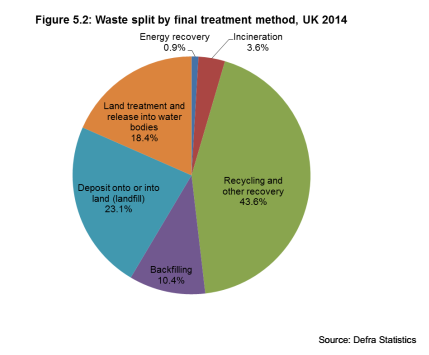 Figure 5.2: Waste split by final treatment method, UK 2014
Energy recovery
0.9%
Incineration
3.6%
Land treatment and
release into water
bodies
18.4%
Recycling and
other recovery
43.6%
Deposit onto or into
land (landfill)
23.1%
Backfilling
10.4%
Source: Defra Statistics